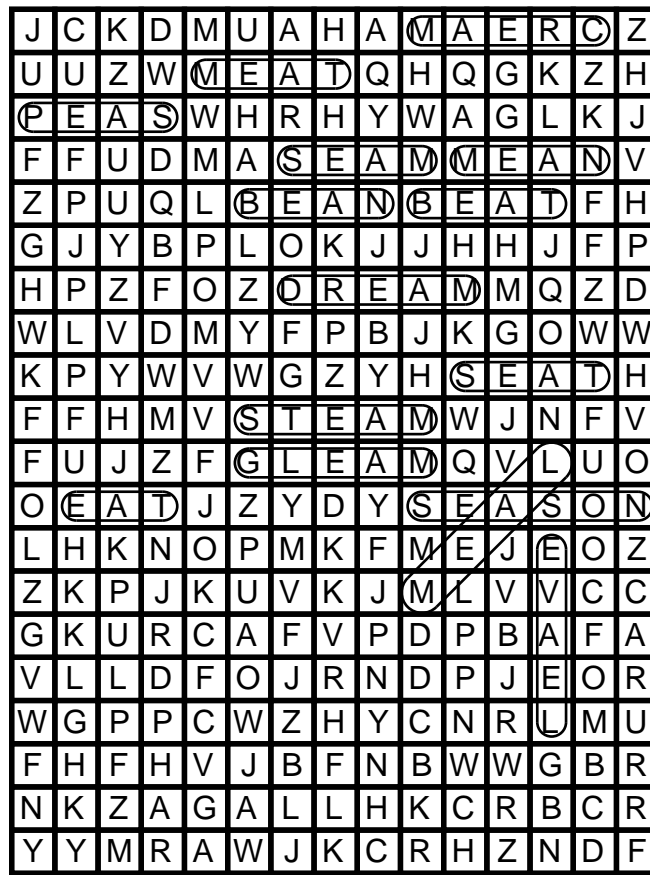 J C K D M U A H A M A E R C Z
U U Z W M E A T Q H Q G K Z H
P E A S W H R H Y W A G L K J
F F U D M A S E A M M E A N V
Z P U Q L B E A N B E A T F H
G J Y B P L O K J J H H J F P
H P Z F O Z D R E A M M Q Z D
W L V D M Y F P B J K G O W W
K P Y W V W G Z Y H S E A T H
F F H M V S T E A M W J N F V
F U J Z F G L E A M Q V L U O
O E A T J Z Y D Y S E A S O N
L H K N O P M K F M E J E O Z
Z K P J K U V K J M L V V C C
G K U R C A F V P D P B A F A
V L L D F O J R N D P J E O R
W G P P C W Z H Y C N R L M U
F H F H V J B F N B W W G B R
N K Z A G A L L H K C R B C R
Y Y M R A W J K C R H Z N D F